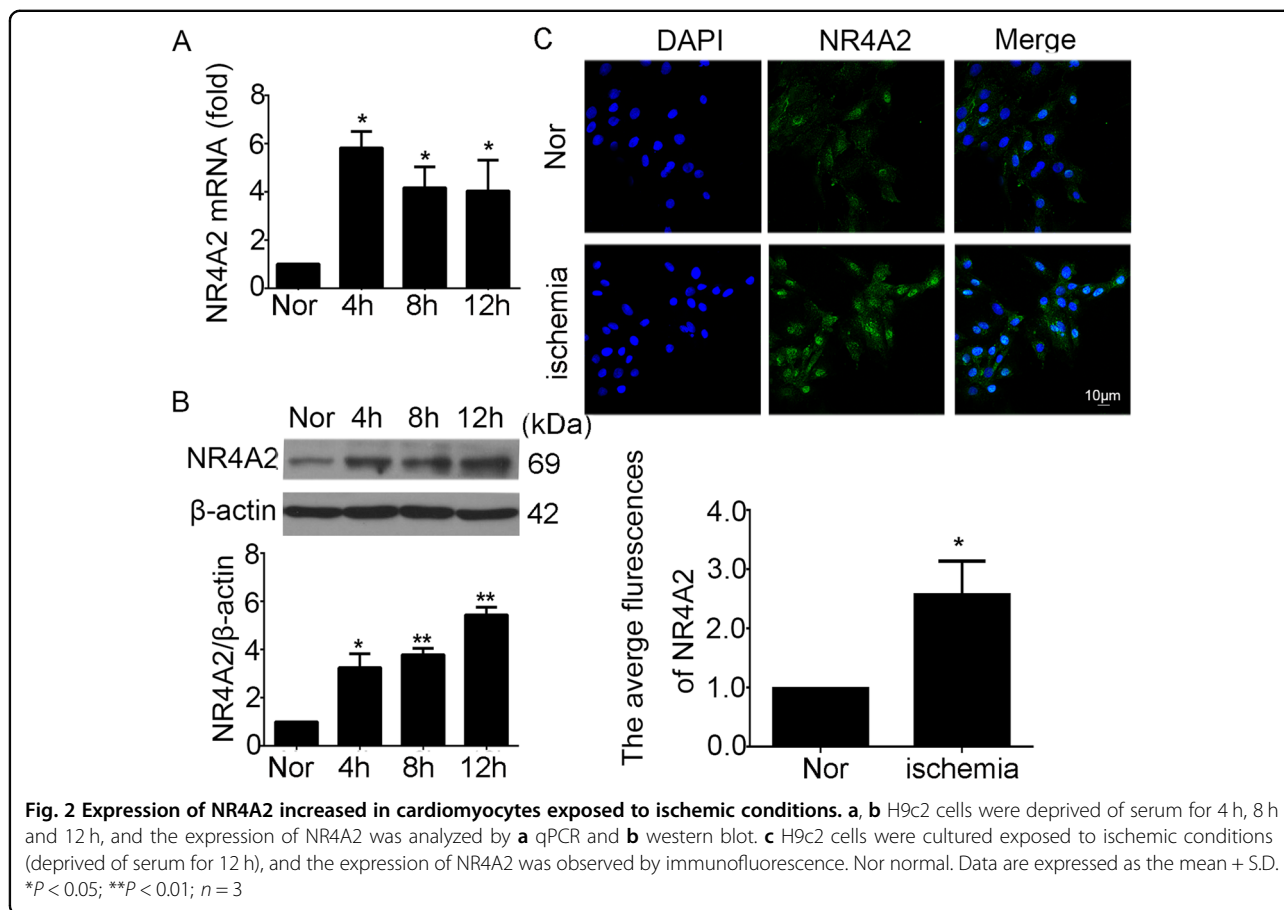 A
NR4A2 mRNA (fold)
8
6
4
2
0
*
*
*
Nor 4h 8h 12h
C
DAPI NR4A2 Merge
Nor
ischemia
10μm
B
Nor 4h 8h 12h (kDa)
NR4A2 69
β-actin 42
NR4A2/β-actin
8
6
4
2
0
*
**
**
Nor 4h 8h 12h
The averge flurescences
of NR4A2
4.0
3.0
2.0
1.0
0.0
*
Nor ischemia
Fig. 2 Expression of NR4A2 increased in cardiomyocytes exposed to ischemic conditions. a, b H9c2 cells were deprived of serum for 4 h, 8 h
and 12 h, and the expression of NR4A2 was analyzed by a qPCR and b western blot. c H9c2 cells were cultured exposed to ischemic conditions
(deprived of serum for 12 h), and the expression of NR4A2 was observed by immunofluorescence. Nor normal. Data are expressed as the mean + S.D.
*P < 0.05; **P < 0.01; n = 3